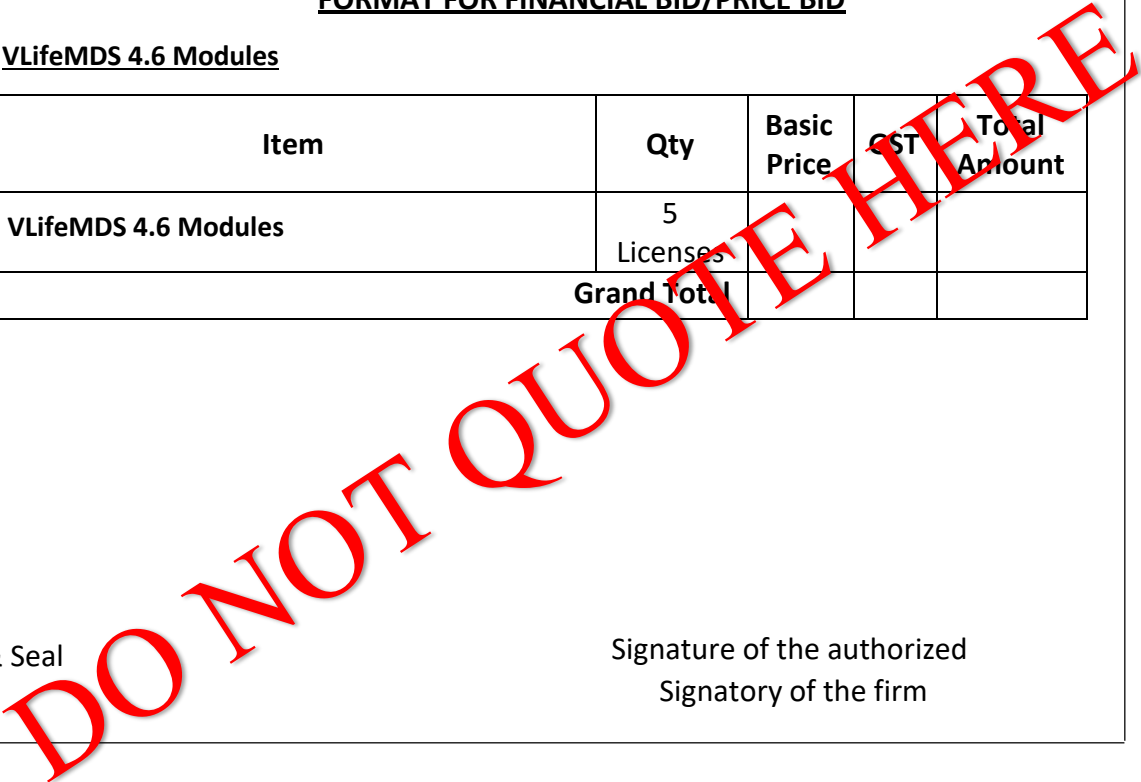 FORMAT FOR FINANCIAL BID/PRICE BID
VLifeMDS 4.6 Modules
Item Qty Basic Price GST Total Amount
VLifeMDS 4.6 Modules 5 Licenses
Grand Total
DO NOT QUOTE HERE
Seal
Signature of the authorized
Signatory of the firm